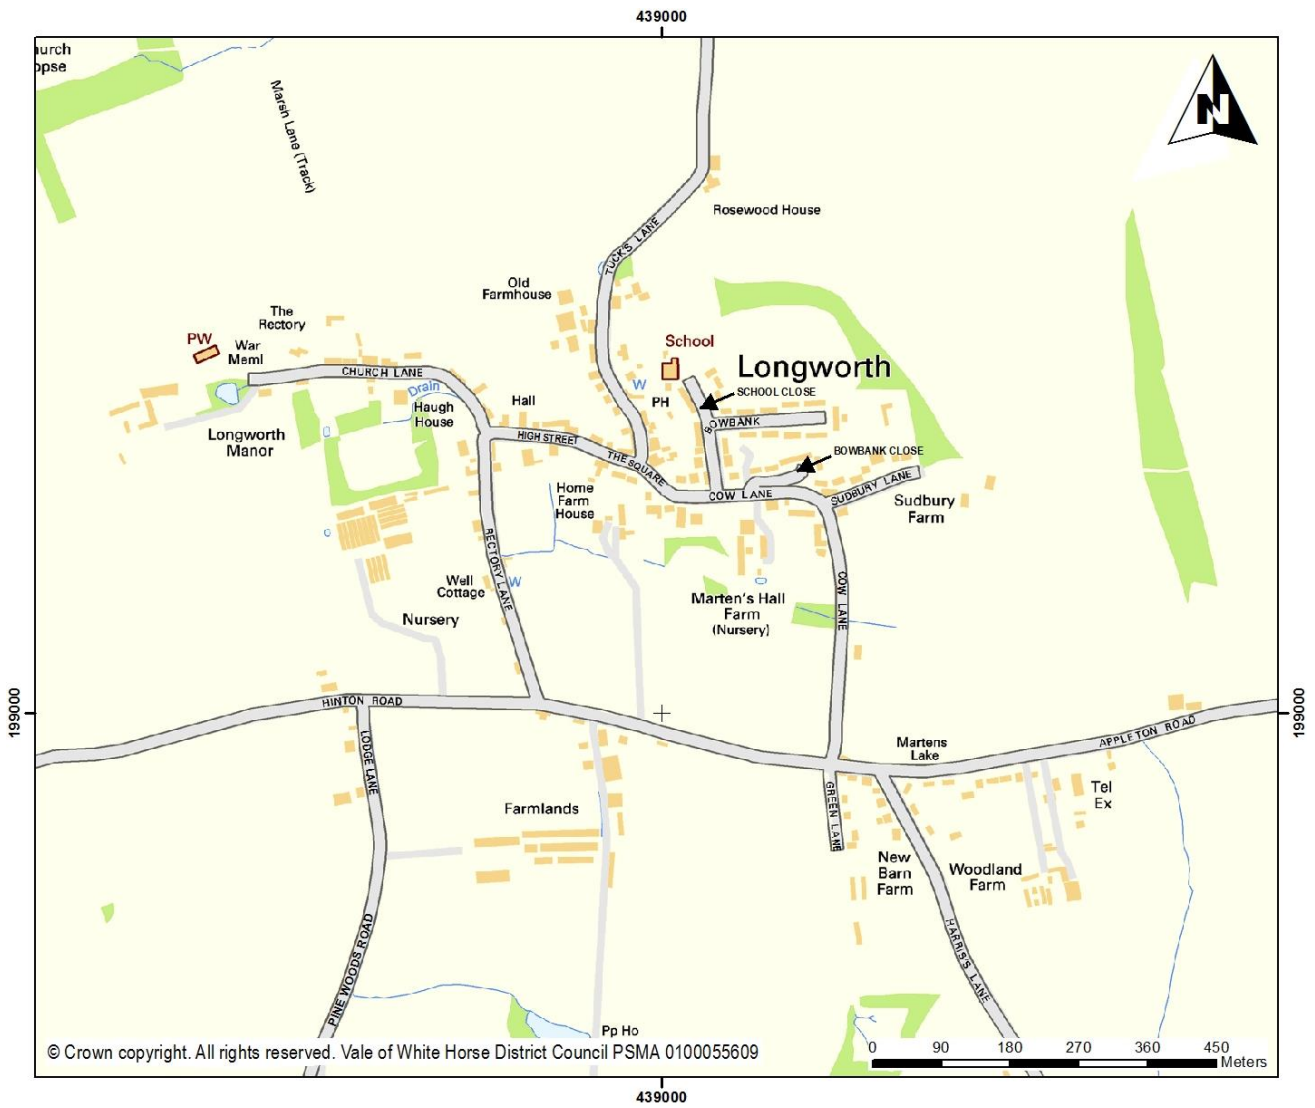 439000
hurch
opse
Marsh Lane (Track)
N
Rosewood House
TUCK'S LANE
Old
Farmhouse
The
Rectory
PW
War
Meml
School
Longworth
CHURCH LANE
Drain
W
SCHOOL CLOSE
Haugh
House
Hall
PH
BOWBANK
Longworth
Manor
HIGH STREET
THE SQUARE
BOWBANK CLOSE
Home
Farm
House
COW LANE
SUDBURY LANE
Sudbury
Farm
RECTORY LANE
Well
Cottage
W
COW LANE
Marten's Hall
Farm
(Nursery)
Nursery
199000
HINTON ROAD
199000
LODGE LANE
Martens
Lake
APPLETON ROAD
GREEN LANE
Tel
Ex
Farmlands
New
Barn
Farm
Woodland
Farm
PINE WOODS ROAD
HARRIS'S LANE
Pp Ho
© Crown copyright. All rights reserved. Vale of White Horse District Council PSMA 0100055609
0 90 180 270 360 450
Meters
439000